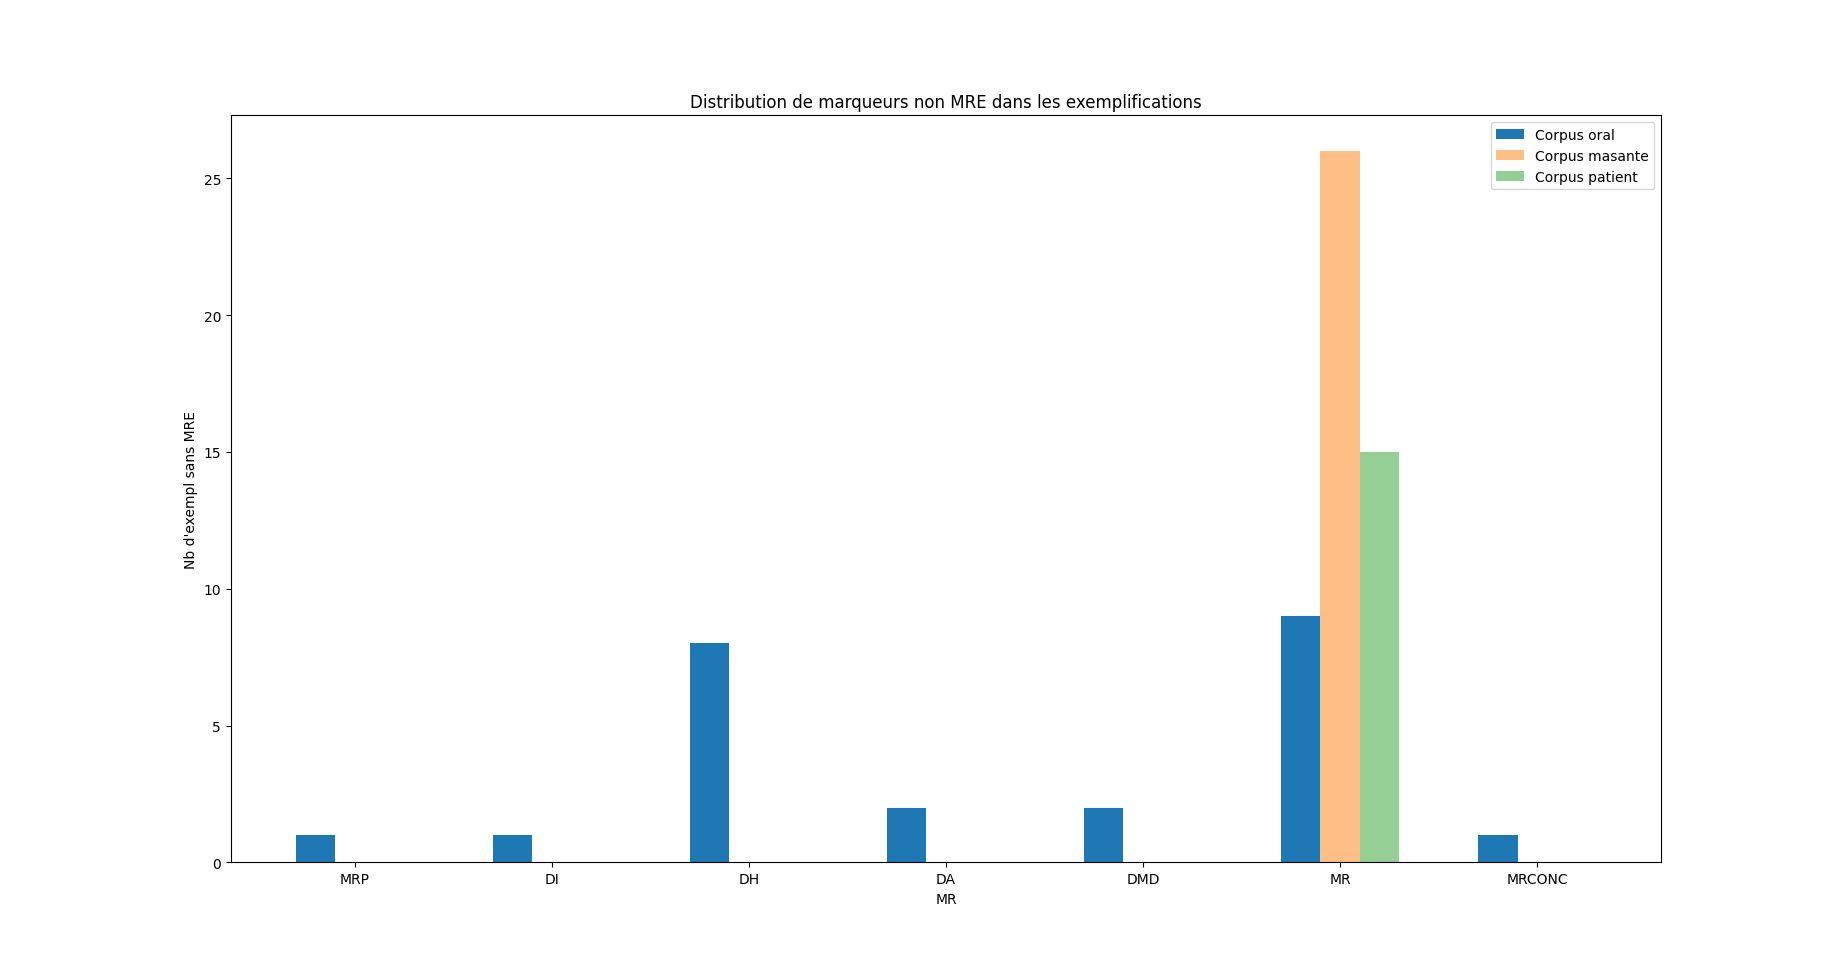 Distribution de marqueurs non MRE dans les exemplifications
Corpus oral
Corpus masante
Corpus patient
Nb d'exempl sans MRE
25
20
15
10
5
0
MRP DI DH DA DMD MR MRCONC
MR